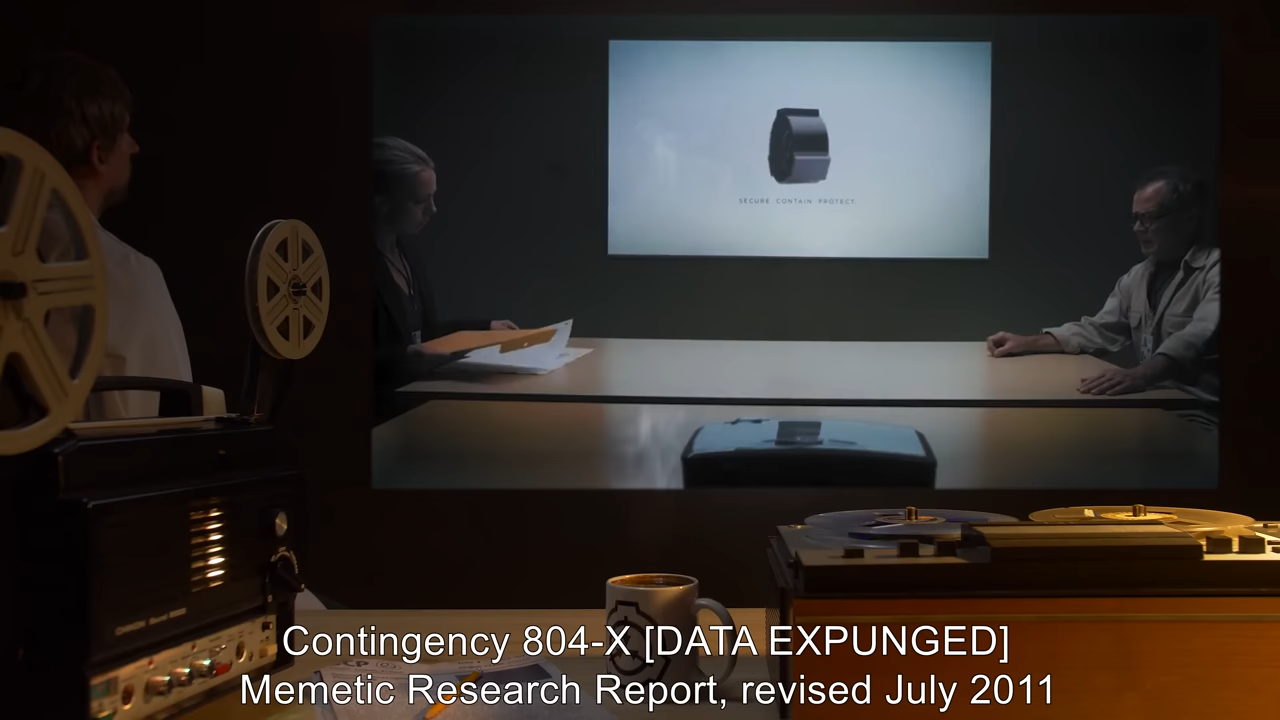 SECURE CONTAIN PROTECT
Contingency 804-X [DATA EXPUNGED]
Memetic Research Report, revised July 2011